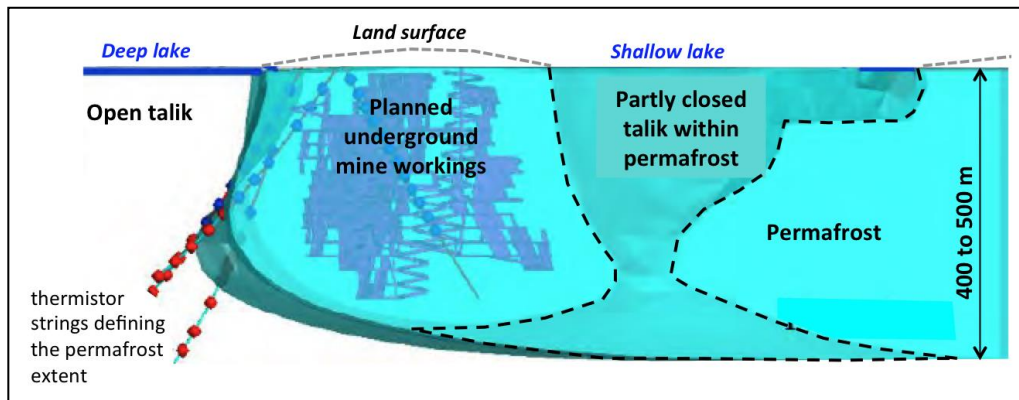 Land surface
Deep lake
Shallow lake
Open talik
Planned
underground
mine workings
Partly closed
talik within
permafrost
Permafrost
400 to 500 m
thermistor
strings defining
the permafrost
extent